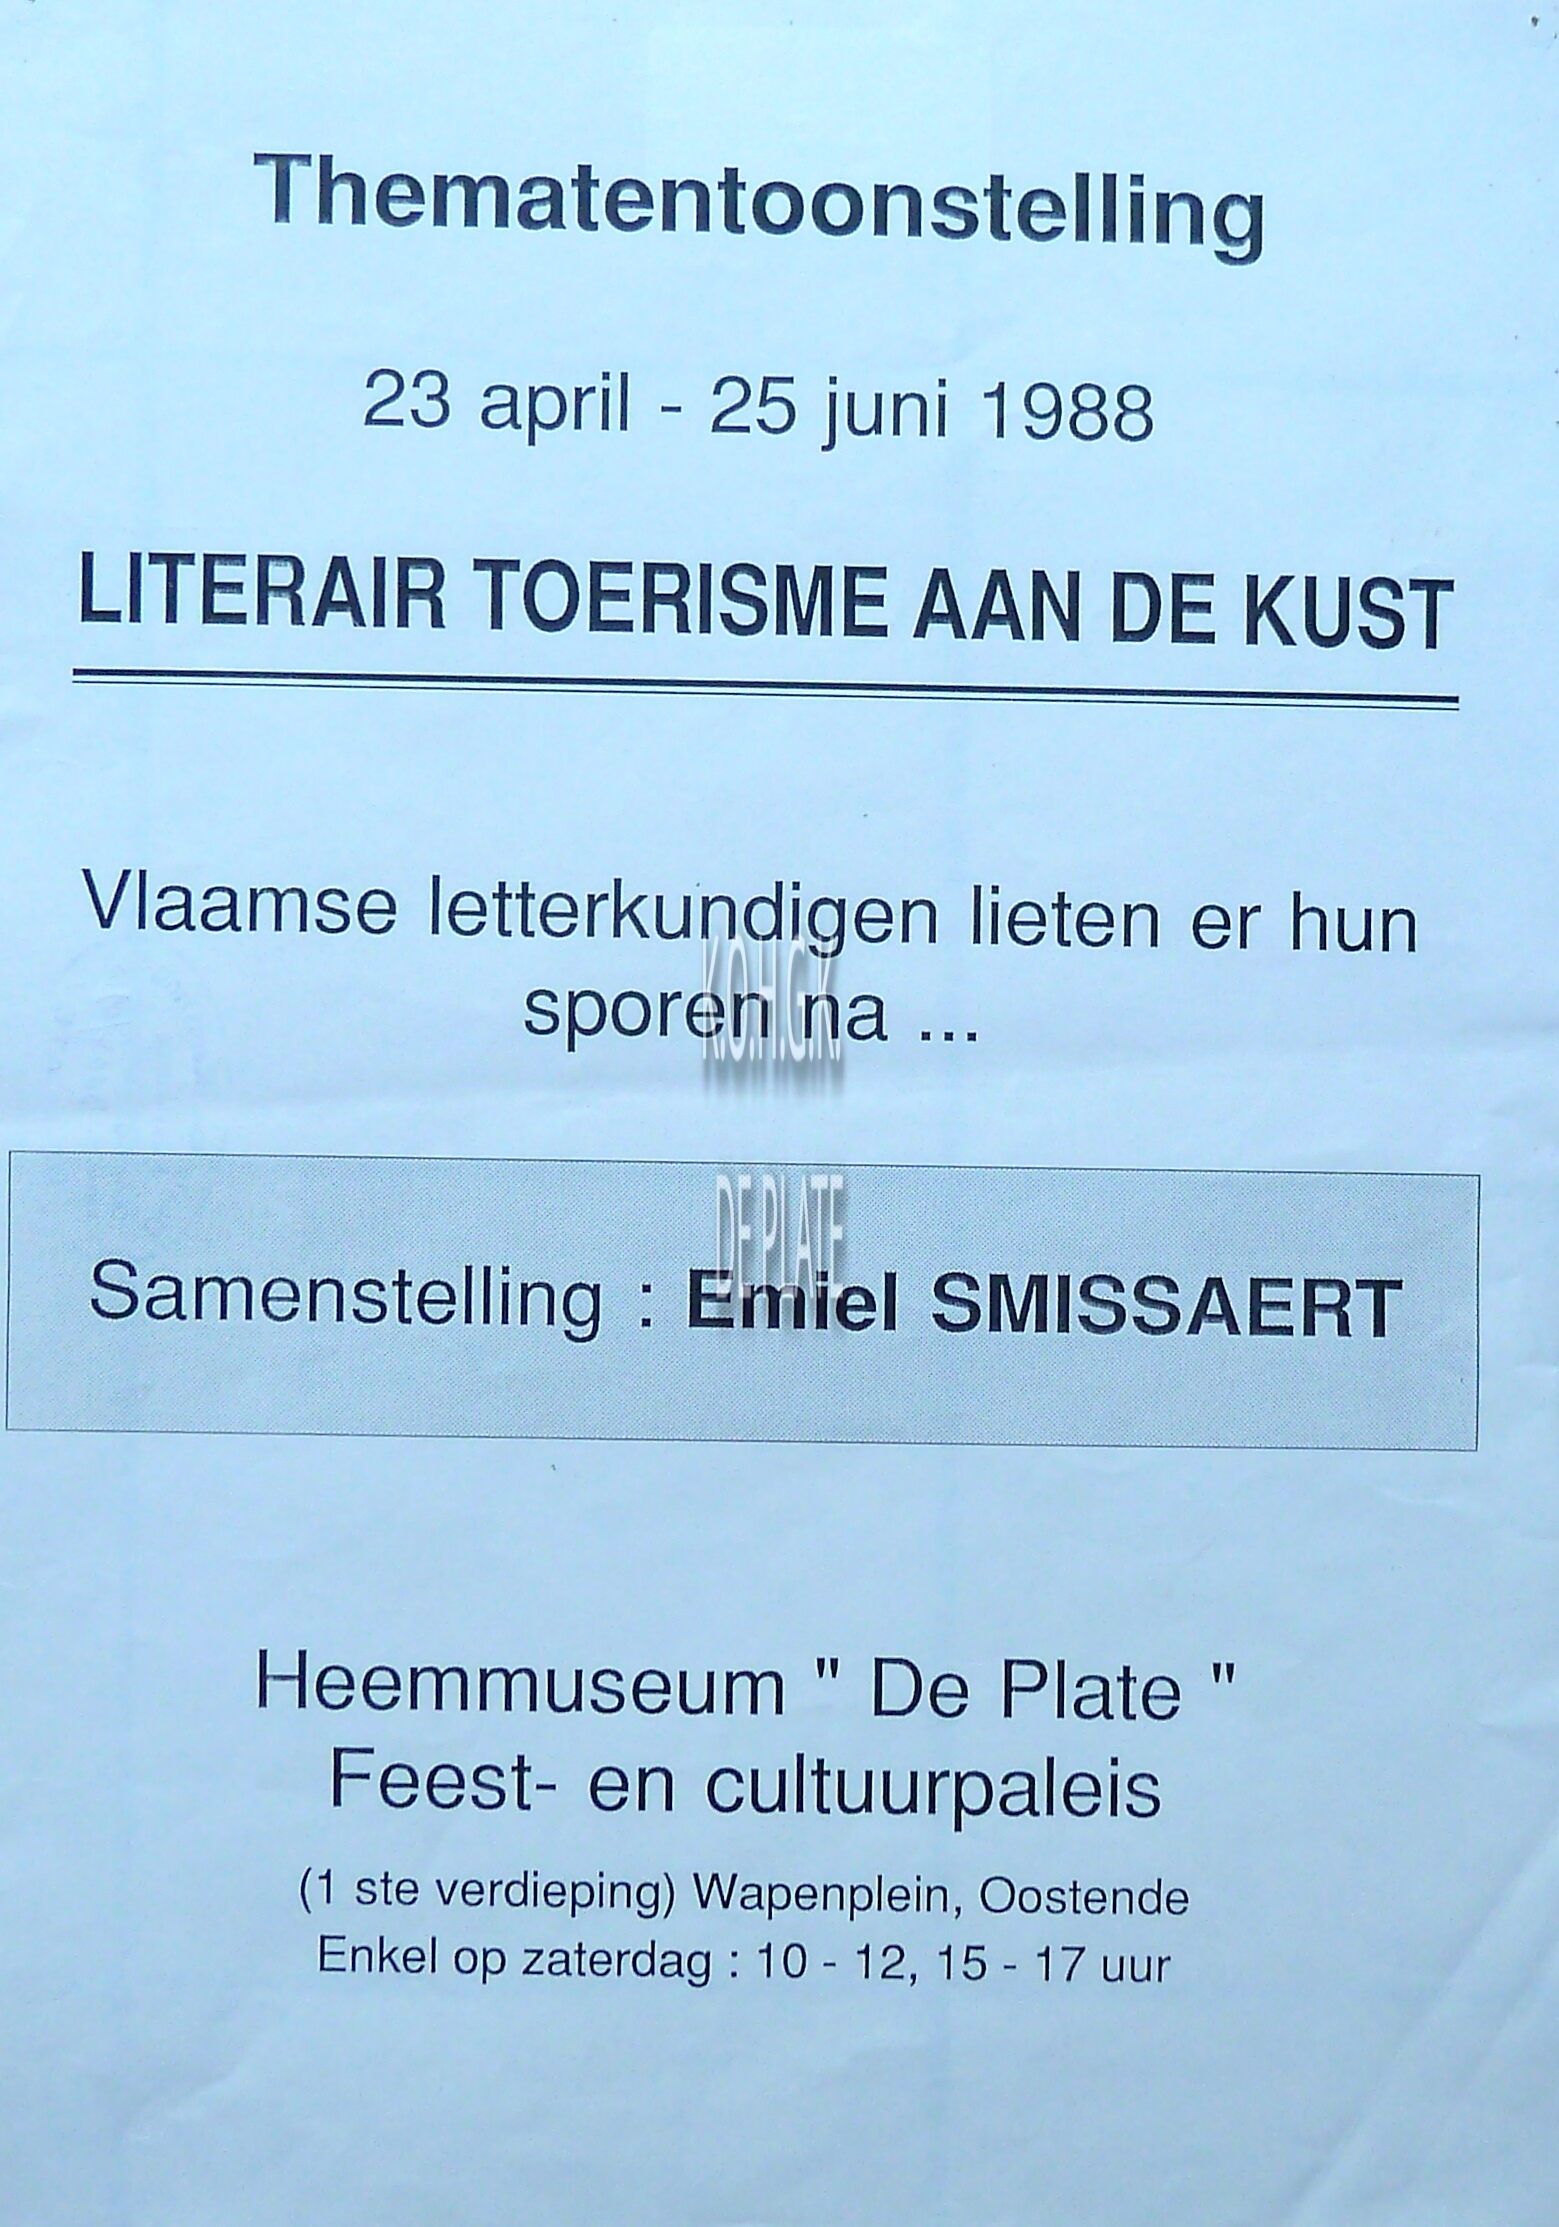 Thematentoonstelling
23 april - 25 juni 1988
LITERAIR TOERISME AAN DE KUST
Vlaamse letterkundigen lieten er hun
sporen na ...
K.O.H.G.K.
DE PLATE
Samenstelling : Emiel SMISSAERT
Heemmuseum " De Plate "
Feest- en cultuurpaleis
(1 ste verdieping) Wapenplein, Oostende
Enkel op zaterdag : 10 - 12, 15 - 17 uur